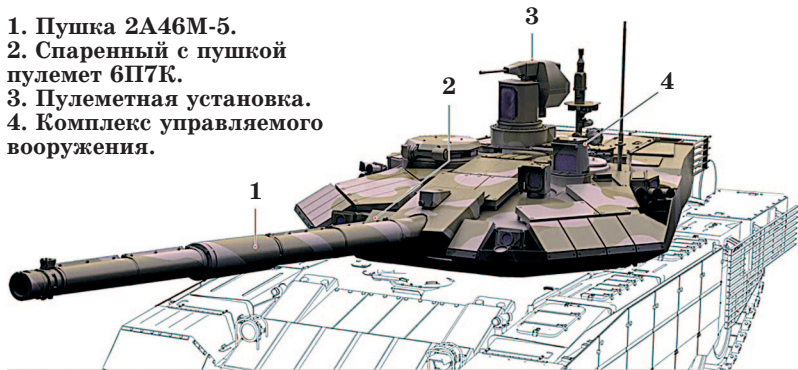 1. Пушка 2А46М-5.
2. Спаренный с пушкой
пулемет 6П7К.
3. Пулеметная установка.
4. Комплекс управляемого
вооружения.
3
2
4
1